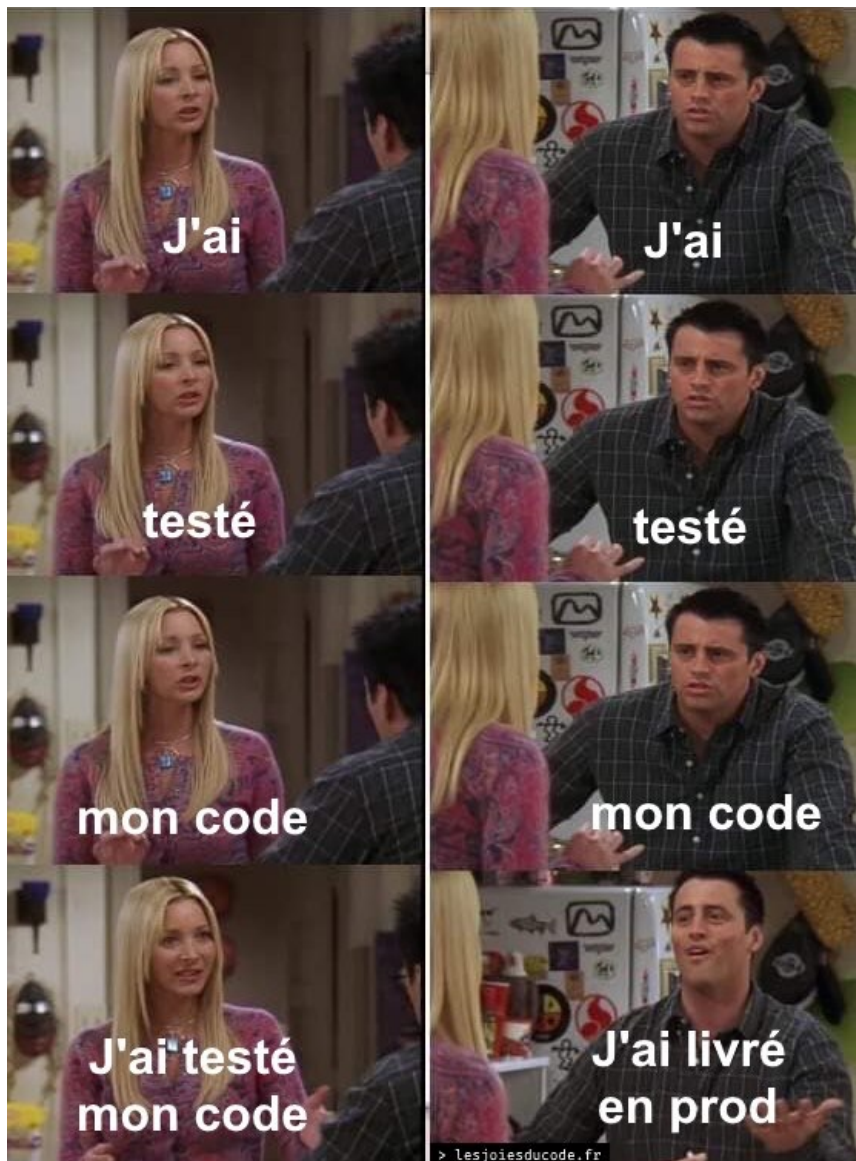 J'ai
J'ai
testé
testé
mon code
mon code
J'ai testé
mon code
J'ai livré
en prod
> lesjoiesducode.fr